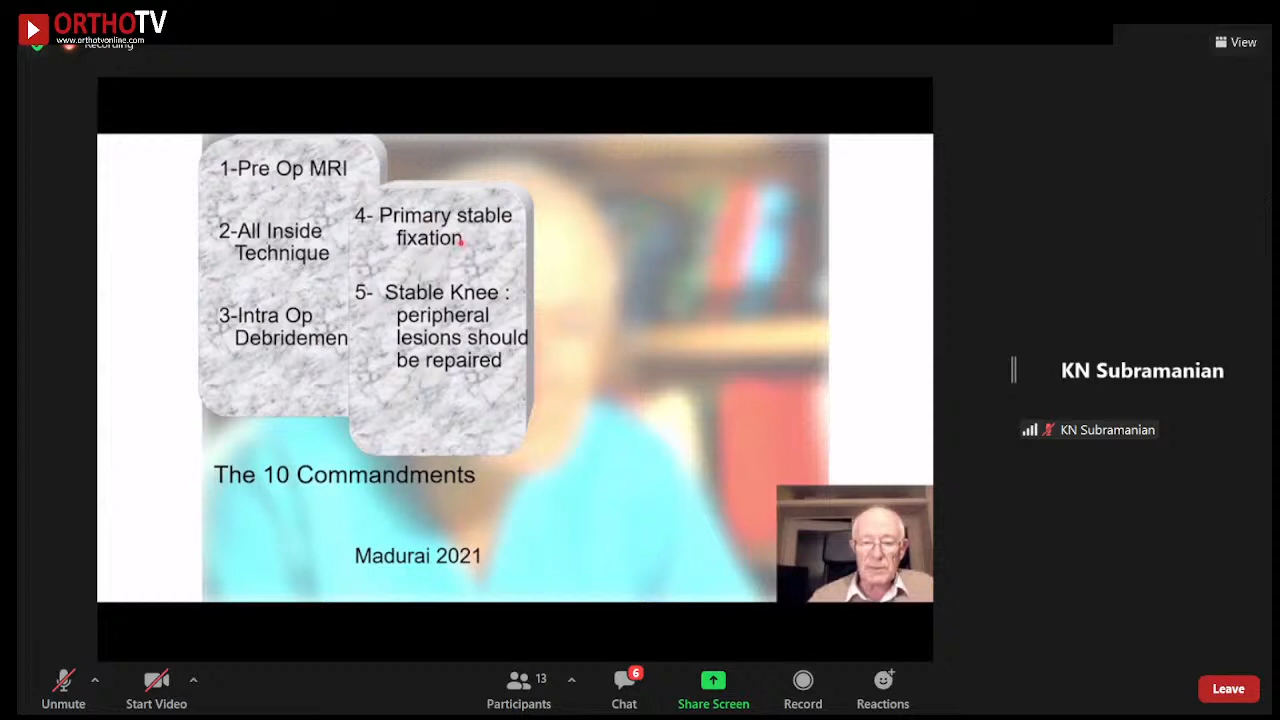 ORTHOTV
www.orthotvonline.com
Recording
View
1-Pre Op MRI
2-All Inside
Technique
3-Intra Op
Debridemen
4- Primary stable
fixation
5- Stable Knee :
peripheral
lesions should
be repaired
The 10 Commandments
Madurai 2021
KN Subramanian
KN Subramanian
Unmute
Start Video
13
Participants
6
Chat
Share Screen
Record
Reactions
Leave